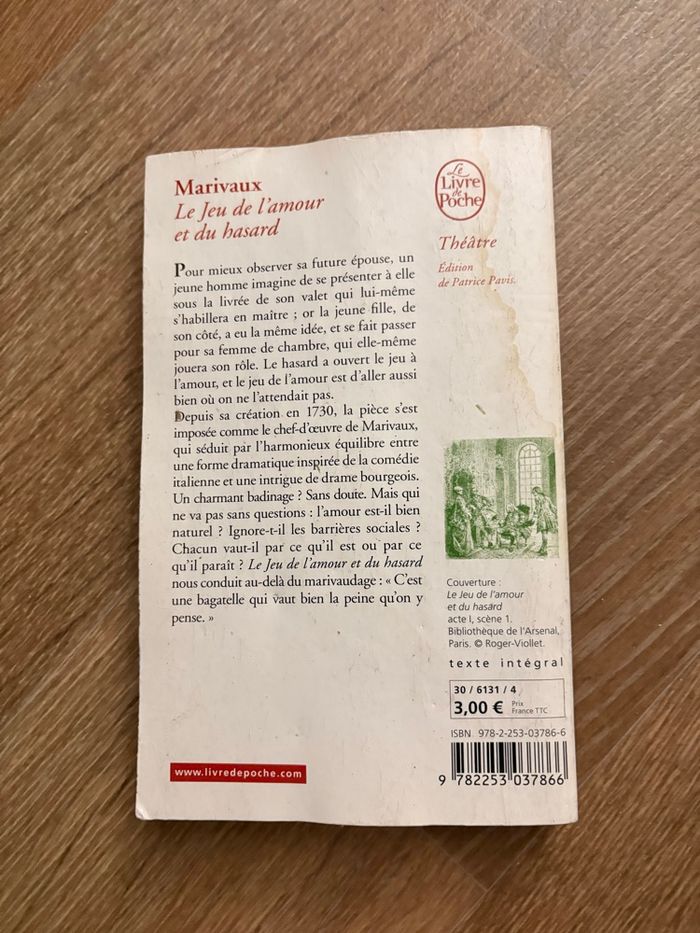 Marivaux
Le Jeu de l'amour
et du hasard
Pour mieux observer sa future épouse, un
jeune homme imagine de se présenter à elle
sous la livrée de son valet qui lui-même
s'habillera en maître ; or la jeune fille, de
son côté, a eu la même idée, et se fait passer
pour sa femme de chambre, qui elle-même
jouera son rôle. Le hasard a ouvert le jeu à
l'amour, et le jeu de l'amour est d'aller aussi
bien où on ne l'attendait pas.
Depuis sa création en 1730, la pièce s'est
imposée comme le chef-d'œuvre de Marivaux,
qui séduit par l'harmonieux équilibre entre
une forme dramatique inspirée de la comédie
italienne et une intrigue de drame bourgeois.
Un charmant badinage ? Sans doute. Mais qui
ne va pas sans questions : l'amour est-il bien
naturel ? Ignore-t-il les barrières sociales ?
Chacun vaut-il par ce qu'il est ou par ce
qu'il paraît ? Le Jeu de l'amour et du hasard
nous conduit au-delà du marivaudage : « C'est
une bagatelle qui vaut bien la peine qu'on y
pense. »
www.livredepoche.com
Le
Livre
de
Poche
Théâtre
Édition
de Patrice Pavis.
Couverture :
Le Jeu de l'amour
et du hasard
acte I, scène 1.
Bibliothèque de l'Arsenal,
Paris. © Roger-Viollet.
texte intégral
30 / 6131 / 4
3,00 € Prix
France TTC
ISBN 978-2-253-03786-6
9 782253 037866